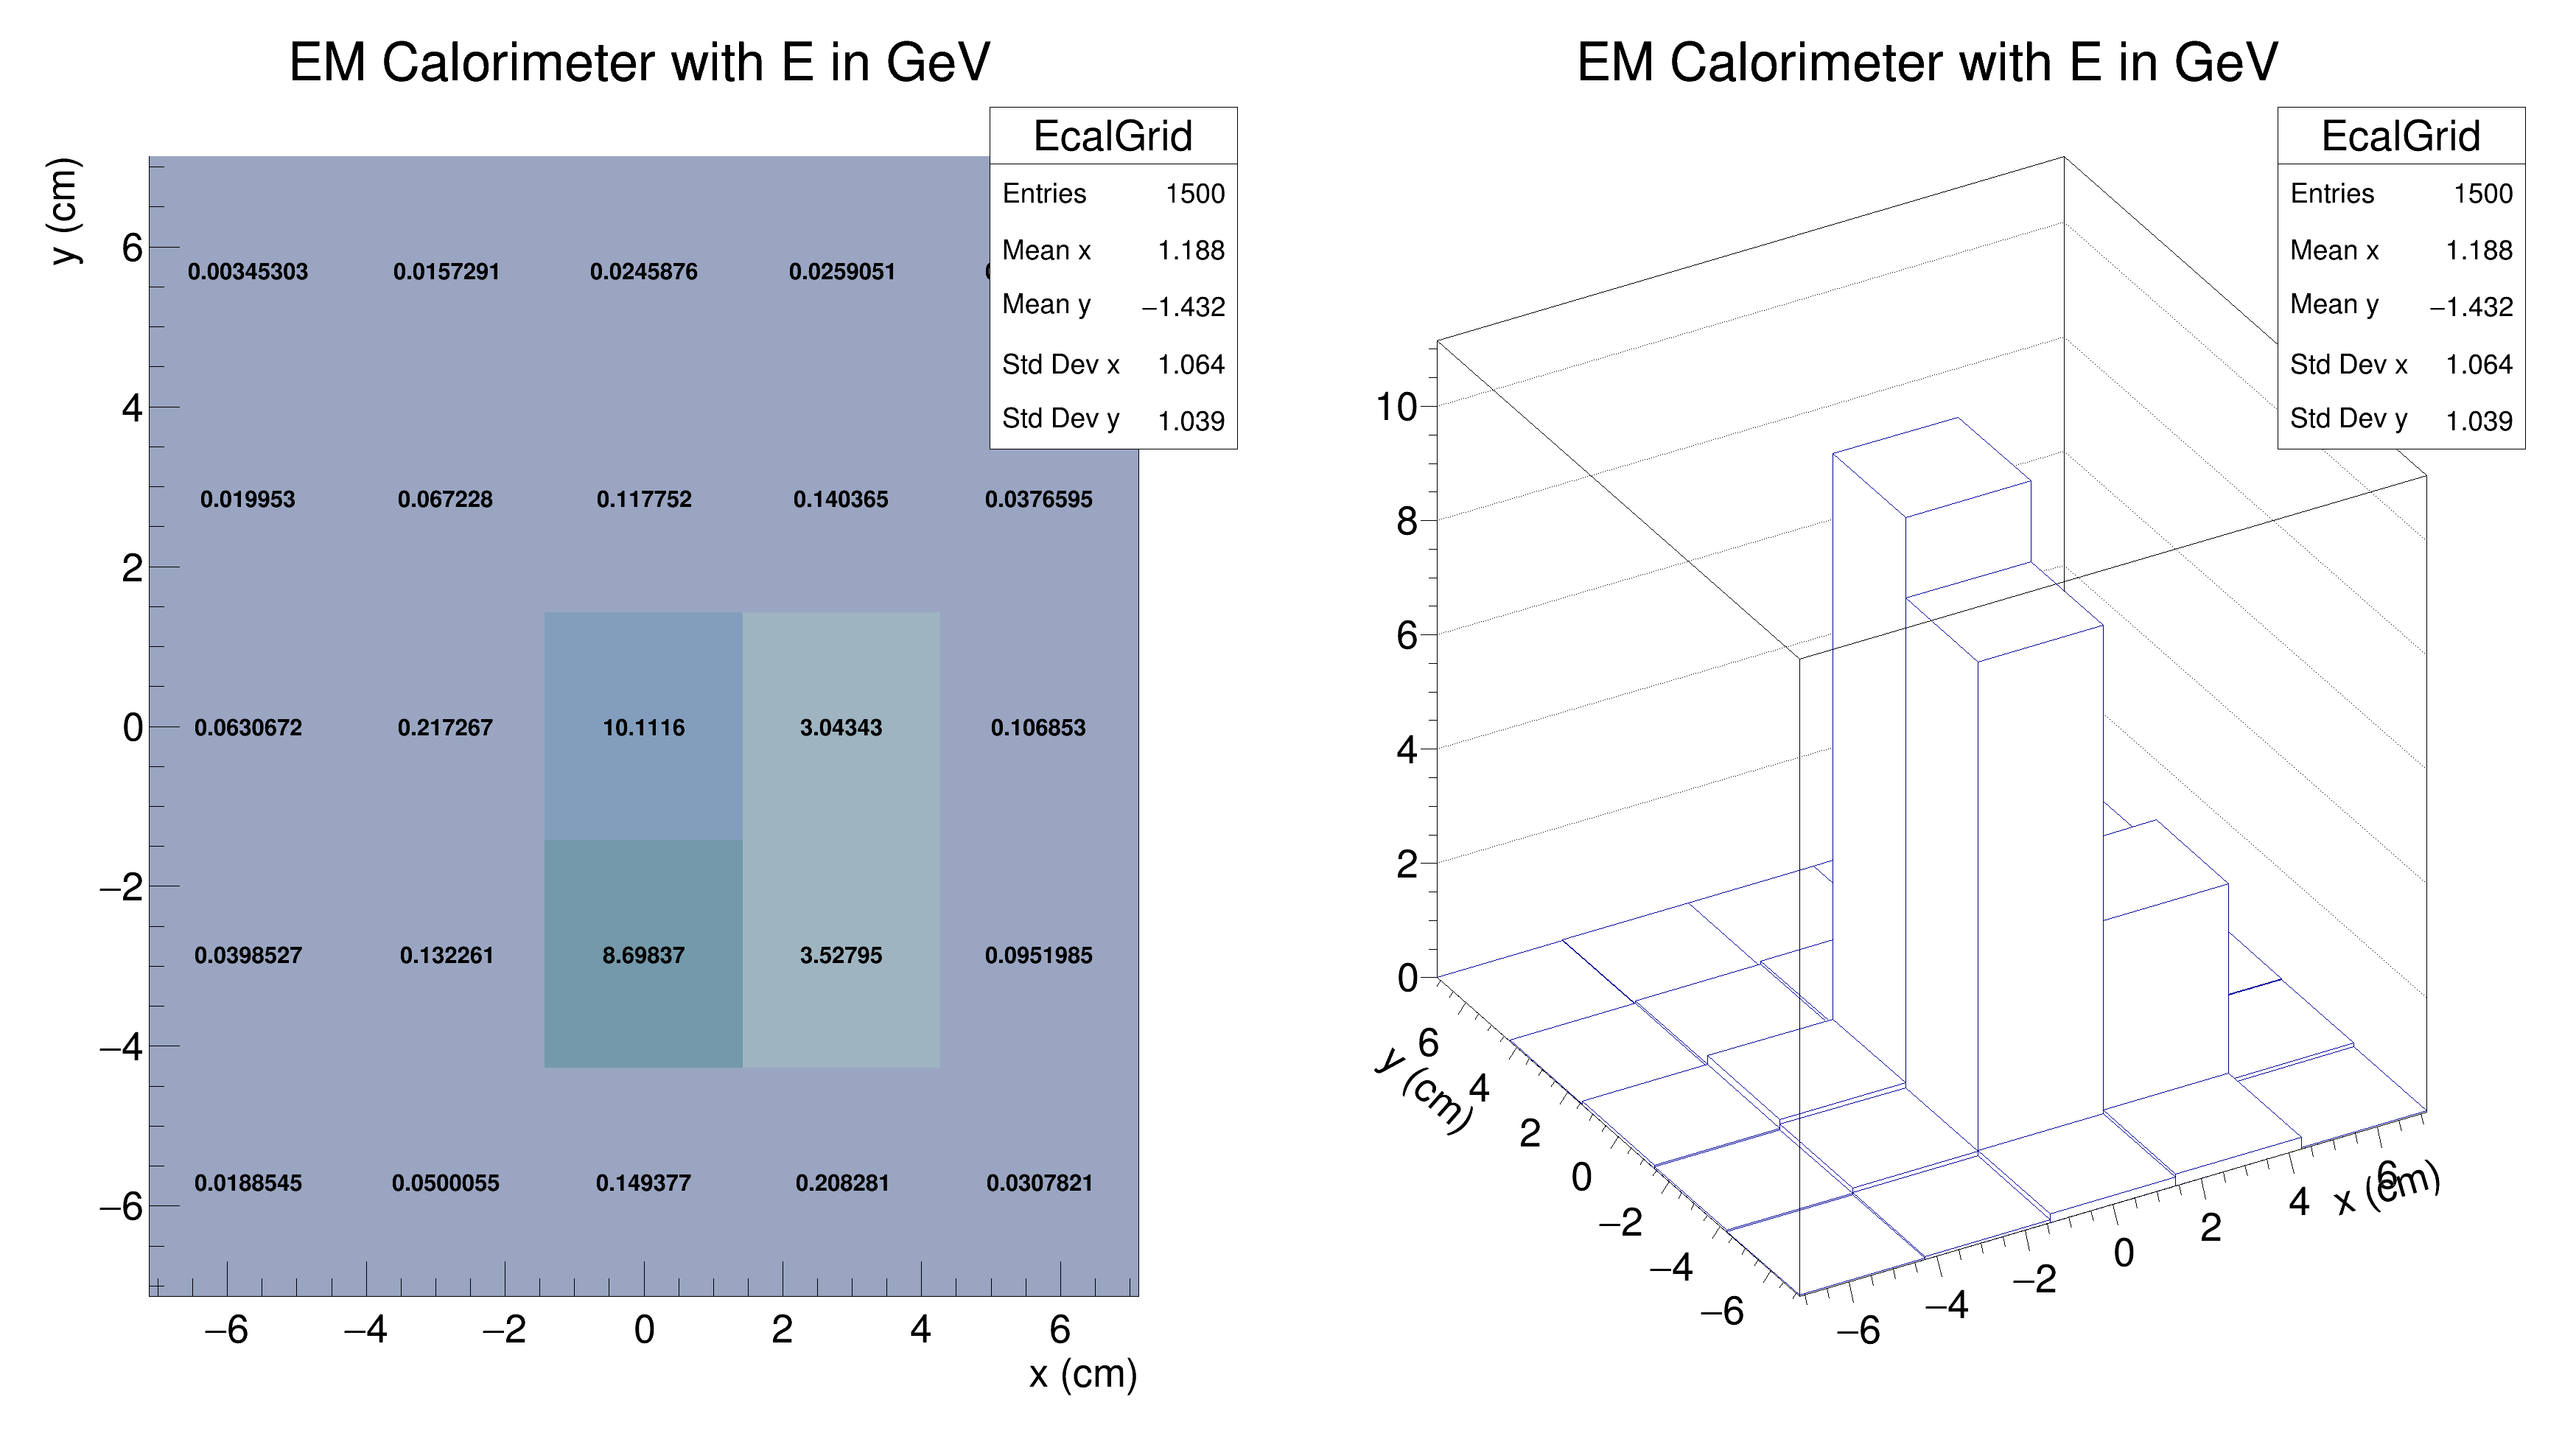 EM Calorimeter with E in GeV
EcalGrid
Entries 1500
Mean x 1.188
Mean y −1.432
Std Dev x 1.064
Std Dev y 1.039
y (cm)
6
4
2
0
−2
−4
−6
0.00345303 0.0157291 0.0245876 0.0259051
0.019953 0.067228 0.117752 0.140365 0.0376595
0.0630672 0.217267 10.1116 3.04343 0.106853
0.0398527 0.132261 8.69837 3.52795 0.0951985
0.0188545 0.0500055 0.149377 0.208281 0.0307821
−6 −4 −2 0 2 4 6
x (cm)
EM Calorimeter with E in GeV
EcalGrid
Entries 1500
Mean x 1.188
Mean y −1.432
Std Dev x 1.064
Std Dev y 1.039
10
8
6
4
2
0
6
4
2
0
−2
−4
−6
y (cm)
−6 −4 −2 0 2 4 6
x (cm)